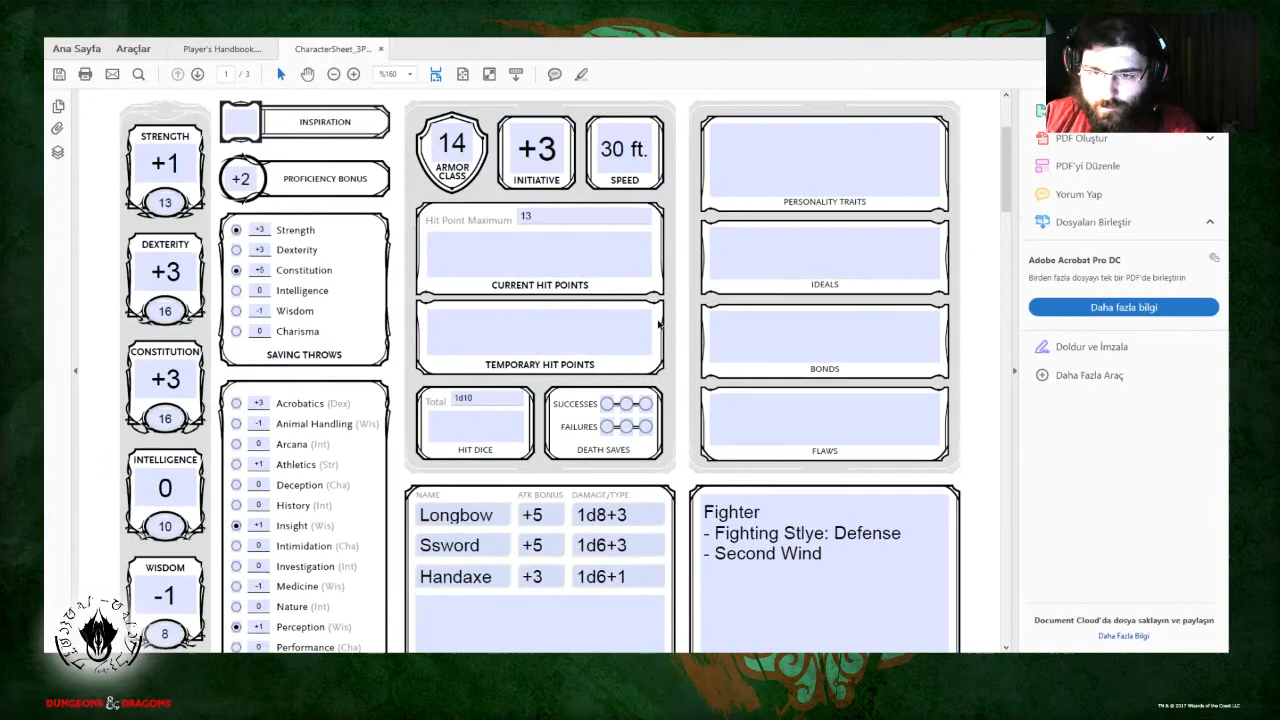 Ana Sayfa
Araçlar
Player's Handbook....
CharacterSheet_3P... ×
1 / 3
%160
STRENGTH
+1
13
DEXTERITY
+3
16
CONSTITUTION
+3
16
INTELLIGENCE
0
10
WISDOM
-1
8
INSPIRATION
+2 PROFICIENCY BONUS
+3 Strength
+3 Dexterity
+5 Constitution
0 Intelligence
-1 Wisdom
0 Charisma
SAVING THROWS
+3 Acrobatics (Dex)
-1 Animal Handling (Wis)
0 Arcana (Int)
+1 Athletics (Str)
0 Deception (Cha)
0 History (Int)
+1 Insight (Wis)
0 Intimidation (Cha)
0 Investigation (Int)
-1 Medicine (Wis)
0 Nature (Int)
+1 Perception (Wis)
0 Performance (Cha)
14
ARMOR
CLASS
+3
INITIATIVE
30 ft.
SPEED
Hit Point Maximum 13
CURRENT HIT POINTS
TEMPORARY HIT POINTS
Total 1d10
HIT DICE
SUCCESSES
FAILURES
DEATH SAVES
NAME ATK BONUS DAMAGE/TYPE
Longbow +5 1d8+3
Ssword +5 1d6+3
Handaxe +3 1d6+1
PERSONALITY TRAITS
IDEALS
BONDS
FLAWS
Fighter
- Fighting Stlye: Defense
- Second Wind
PDF Oluştur
PDF'yi Düzenle
Yorum Yap
Dosyaları Birleştir
Adobe Acrobat Pro DC
Birden fazla dosyayı tek bir PDF'de birleştirin
Daha fazla bilgi
Doldur ve İmzala
Daha Fazla Araç
Document Cloud'da dosya saklayın ve paylaşın
Daha Fazla Bilgi
DUNGEONS & DRAGONS
TM & © 2017 Wizards of the Coast LLC